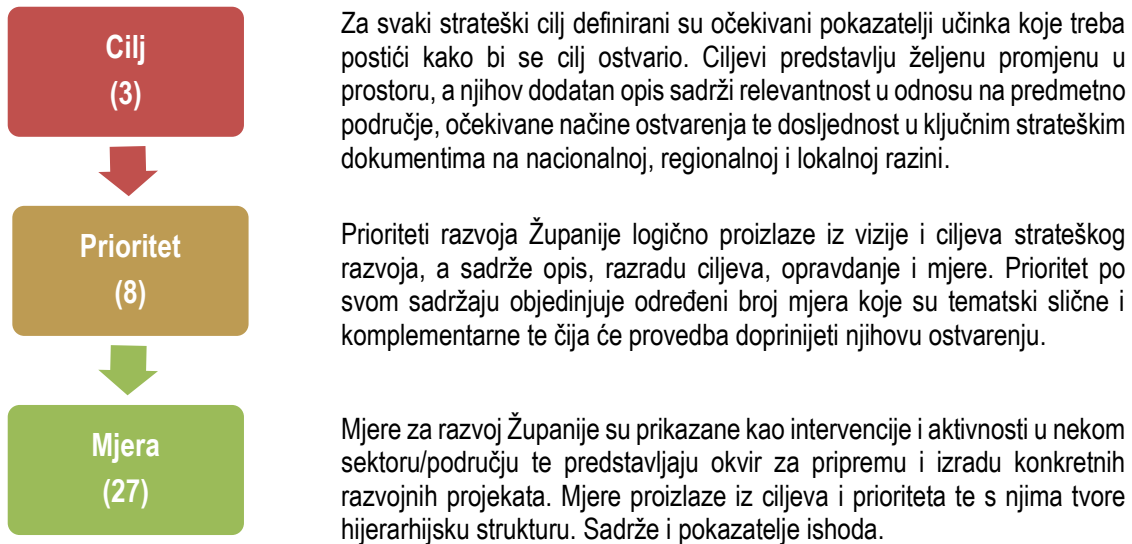 Cilj
(3)
Za svaki strateški cilj definirani su očekivani pokazatelji učinka koje treba
postići kako bi se cilj ostvario. Ciljevi predstavlju željenu promjenu u
prostoru, a njihov dodatan opis sadrži relevantnost u odnosu na predmetno
područje, očekivane načine ostvarenja te dosljednost u ključnim strateškim
dokumentima na nacionalnoj, regionalnoj i lokalnoj razini.
Prioritet
(8)
Prioriteti razvoja Županije logično proizlaze iz vizije i ciljeva strateškog
razvoja, a sadrže opis, razradu ciljeva, opravdanje i mjere. Prioritet po
svom sadržaju objedinjuje određeni broj mjera koje su tematski slične i
komplementarne te čija će provedba doprinijeti njihovu ostvarenju.
Mjera
(27)
Mjere za razvoj Županije su prikazane kao intervencije i aktivnosti u nekom
sektoru/području te predstavljaju okvir za pripremu i izradu konkretnih
razvojnih projekata. Mjere proizlaze iz ciljeva i prioriteta te s njima tvore
hijerarhijsku strukturu. Sadrže i pokazatelje ishoda.